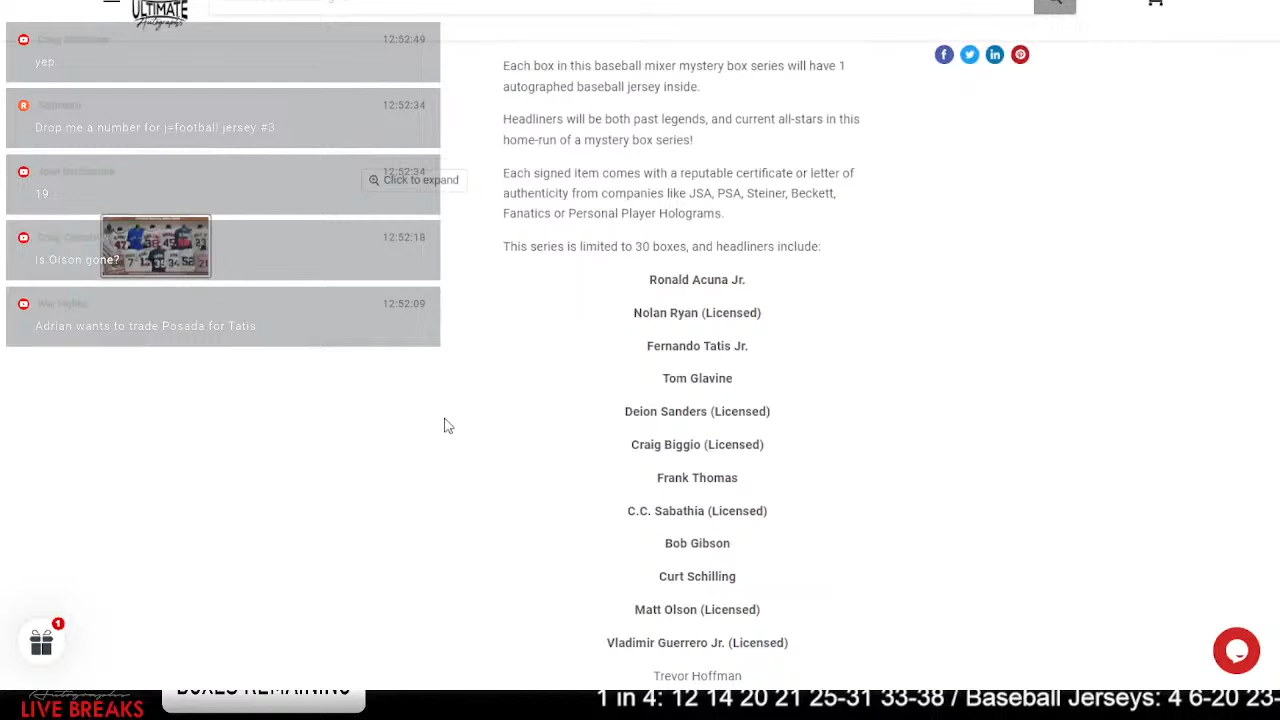 ULTIMATE
Autographs
12:52:49
yep
12:52:34
Drop me a number for j=football jersey #3
12:52:34
19
Click to expand
12:52:18
Is Olson gone?
12:52:09
Adrian wants to trade Posada for Tatis
Each box in this baseball mixer mystery box series will have 1
autographed baseball jersey inside.
Headliners will be both past legends, and current all-stars in this
home-run of a mystery box series!
Each signed item comes with a reputable certificate or letter of
authenticity from companies like JSA, PSA, Steiner, Beckett,
Fanatics or Personal Player Holograms.
This series is limited to 30 boxes, and headliners include:
Ronald Acuna Jr.
Nolan Ryan (Licensed)
Fernando Tatis Jr.
Tom Glavine
Deion Sanders (Licensed)
Craig Biggio (Licensed)
Frank Thomas
C.C. Sabathia (Licensed)
Bob Gibson
Curt Schilling
Matt Olson (Licensed)
Vladimir Guerrero Jr. (Licensed)
Trevor Hoffman
1
LIVE BREAKS
BOXES REMAINING
1 in 4: 12 14 20 21 25-31 33-38 / Baseball Jerseys: 4 6-20 23-